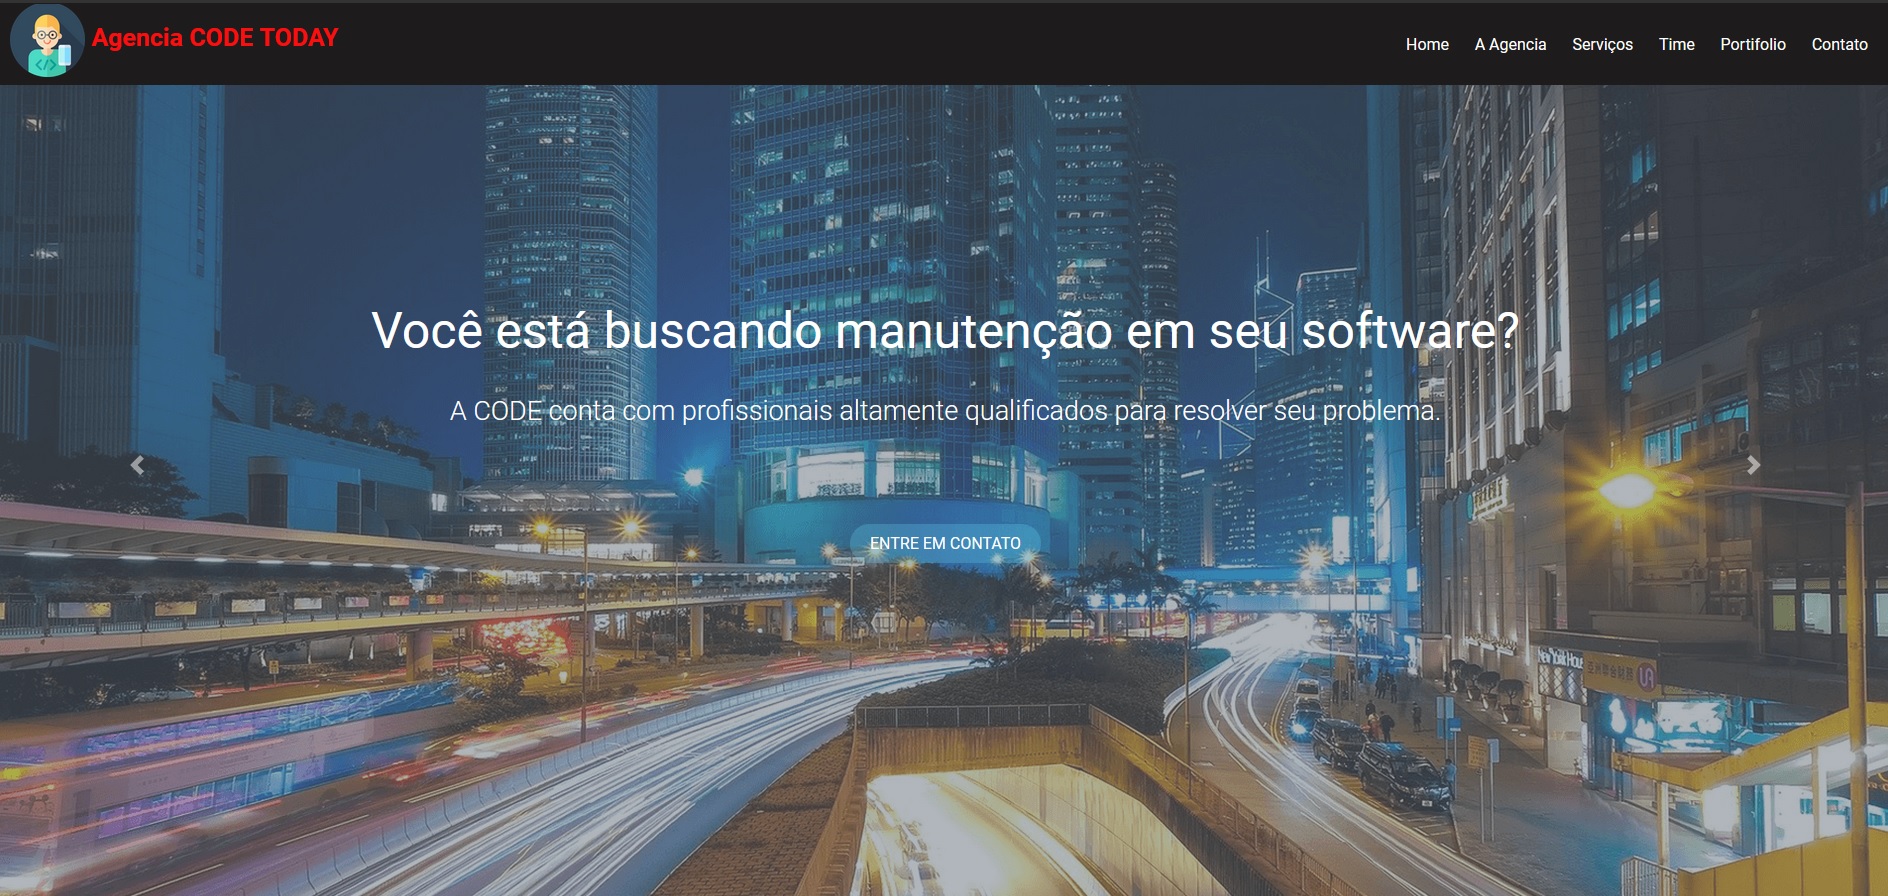 Agencia CODE TODAY
Home A Agencia Serviços Time Portifolio Contato
Você está buscando manutenção em seu software?
A CODE conta com profissionais altamente qualificados para resolver seu problema.
ENTRE EM CONTATO